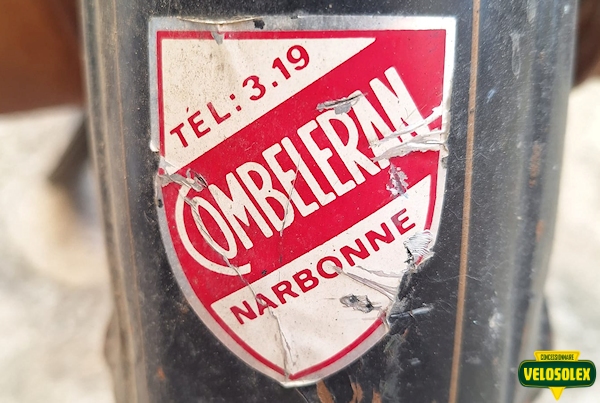 TÉL: 3.19
COMBELERAN
NARBONNE
CONCESSIONNAIRE
VELOSOLEX